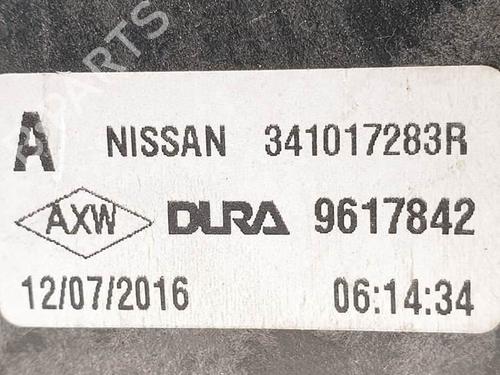 A NISSAN 341017283R
AXW DURA 9617842
12/07/2016 06:14:34